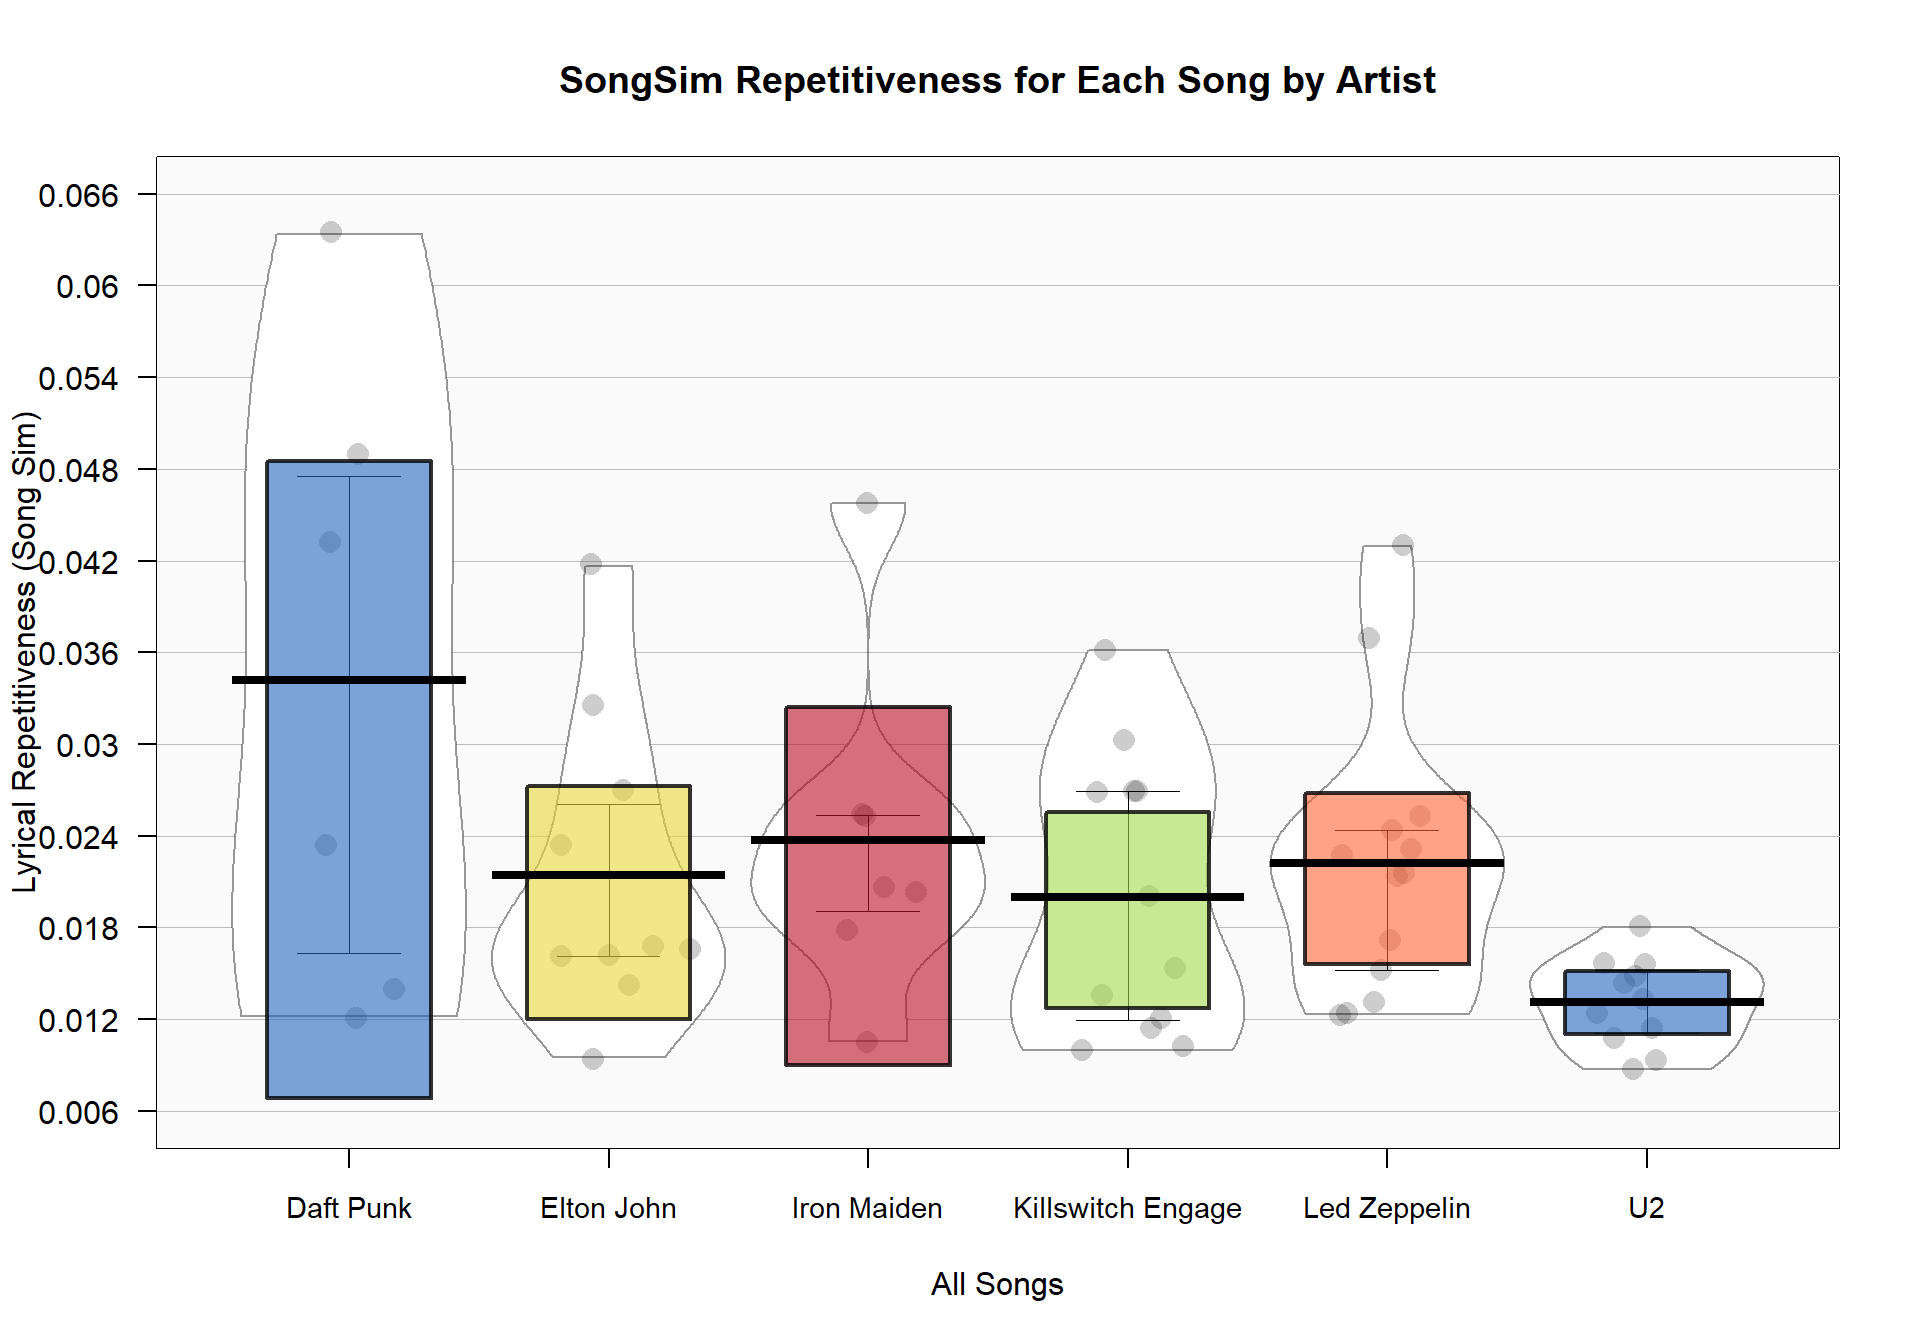 SongSim Repetitiveness for Each Song by Artist
Lyrical Repetitiveness (Song Sim)
0.066
0.06
0.054
0.048
0.042
0.036
0.03
0.024
0.018
0.012
0.006
Daft Punk Elton John Iron Maiden Killswitch Engage Led Zeppelin U2
All Songs